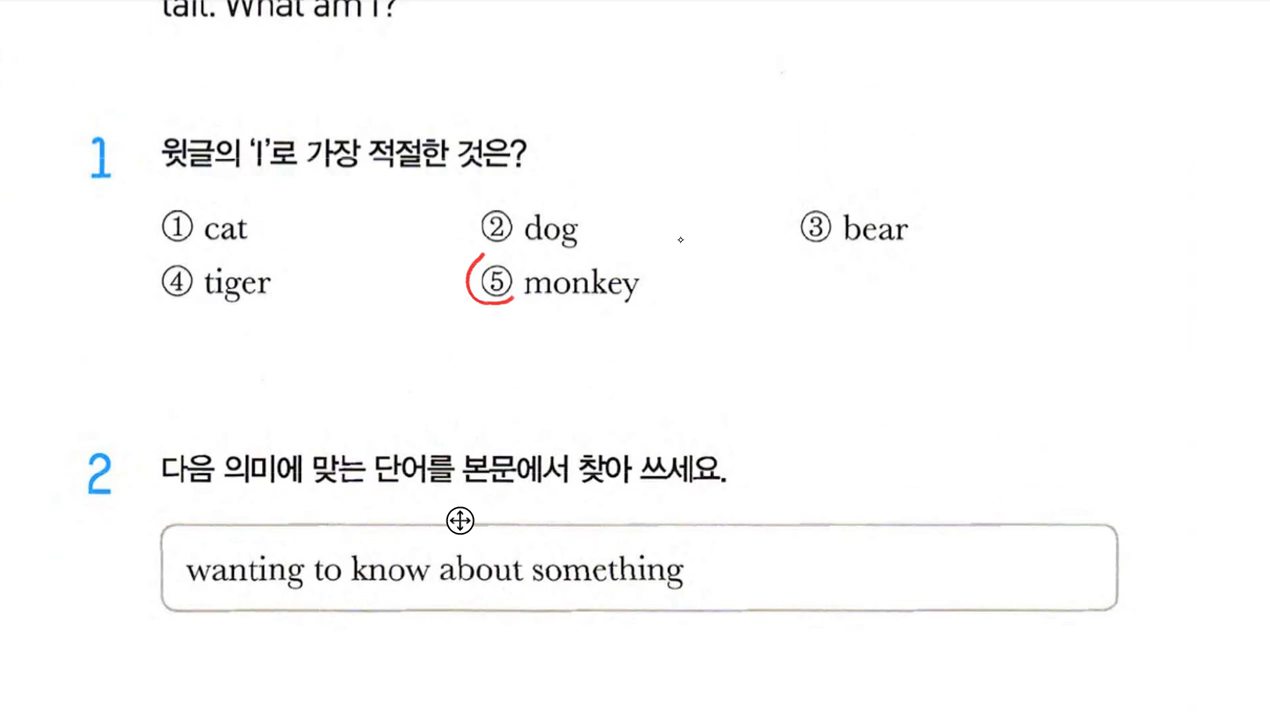 tail. What am I?
1 윗글의 ‘I’로 가장 적절한 것은?
① cat ② dog ③ bear
④ tiger ⑤ monkey
2 다음 의미에 맞는 단어를 본문에서 찾아 쓰세요.
wanting to know about something